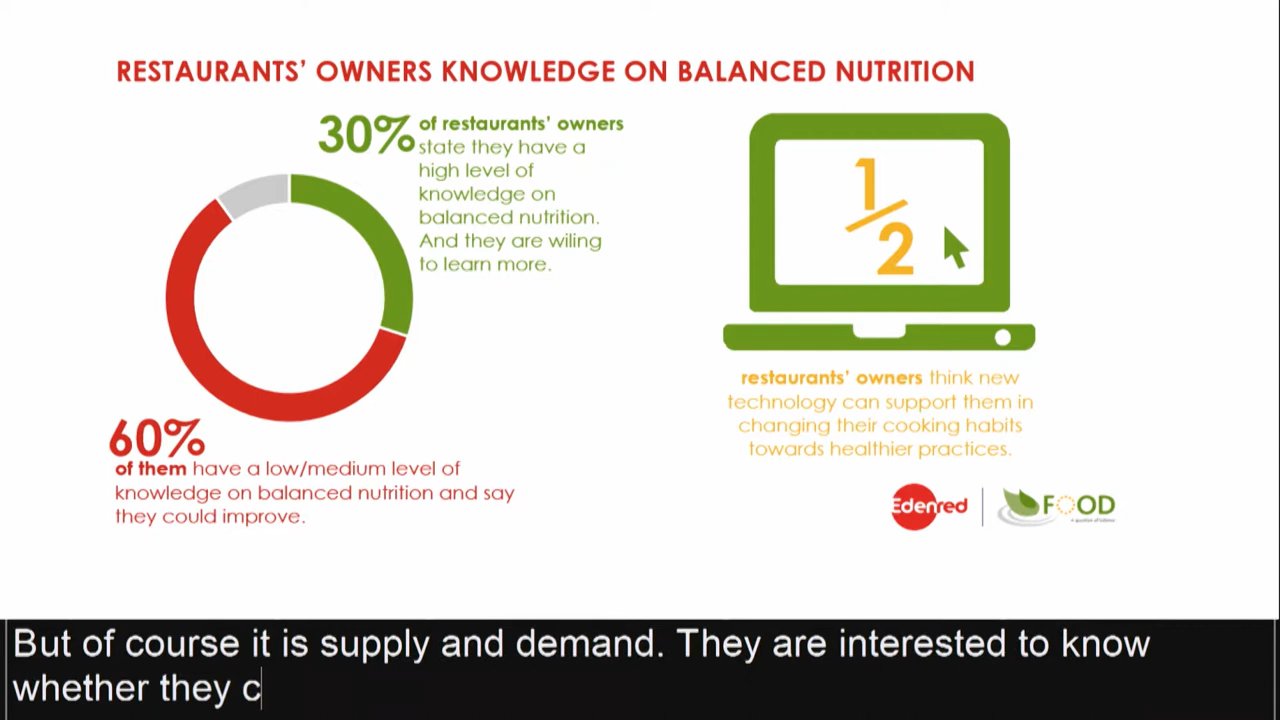 RESTAURANTS’ OWNERS KNOWLEDGE ON BALANCED NUTRITION
30%
of restaurants’ owners
state they have a
high level of
knowledge on
balanced nutrition.
And they are wiling
to learn more.
60%
of them have a low/medium level of
knowledge on balanced nutrition and say
they could improve.
1/2
restaurants’ owners think new
technology can support them in
changing their cooking habits
towards healthier practices.
Edenred
FOOD
a question of balance
But of course it is supply and demand. They are interested to know
whether they c